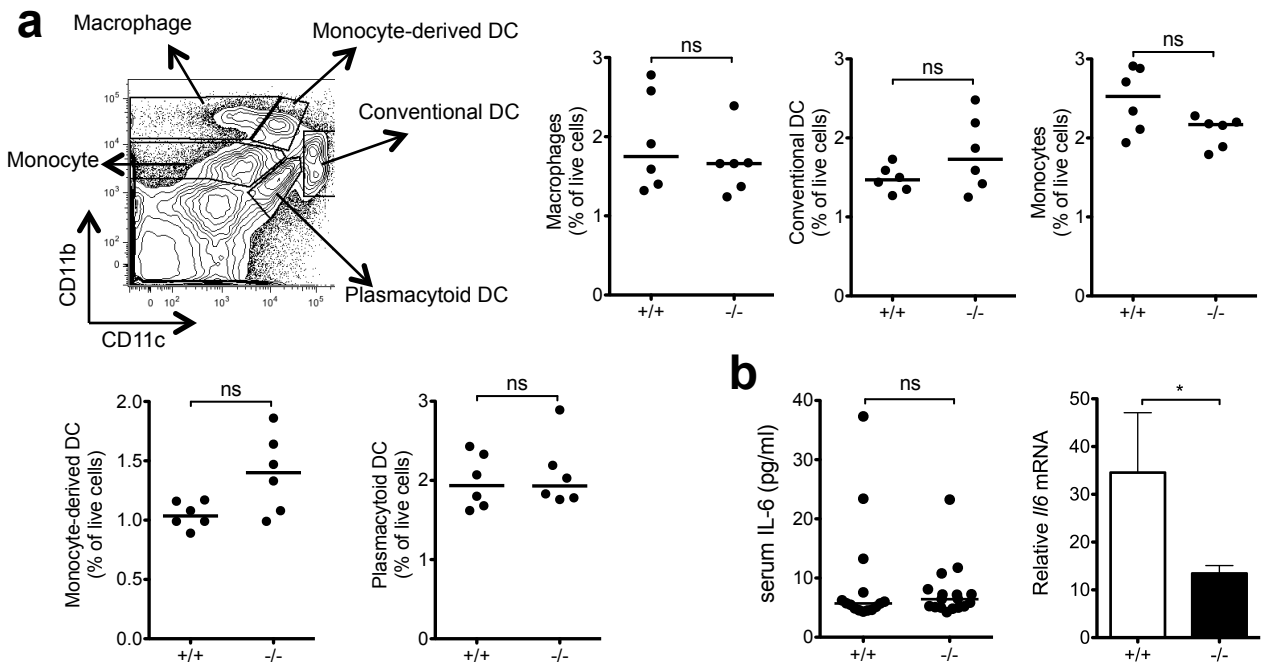 a
Macrophage
Monocyte-derived DC
Conventional DC
Monocyte
Plasmacytoid DC
CD11b
CD11c
10⁵
10⁴
10³
10²
0
0 10² 10³ 10⁴ 10⁵
ns
Macrophages
(% of live cells)
3
2
1
0
+/+ -/-
ns
Conventional DC
(% of live cells)
3
2
1
0
+/+ -/-
ns
Monocytes
(% of live cells)
3
2
1
0
+/+ -/-
ns
Monocyte-derived DC
(% of live cells)
2.0
1.5
1.0
0.5
0.0
+/+ -/-
ns
Plasmacytoid DC
(% of live cells)
3
2
1
0
+/+ -/-
b
ns
serum IL-6 (pg/ml)
40
30
20
10
0
+/+ -/-
*
Relative Il6 mRNA
50
40
30
20
10
0
+/+ -/-